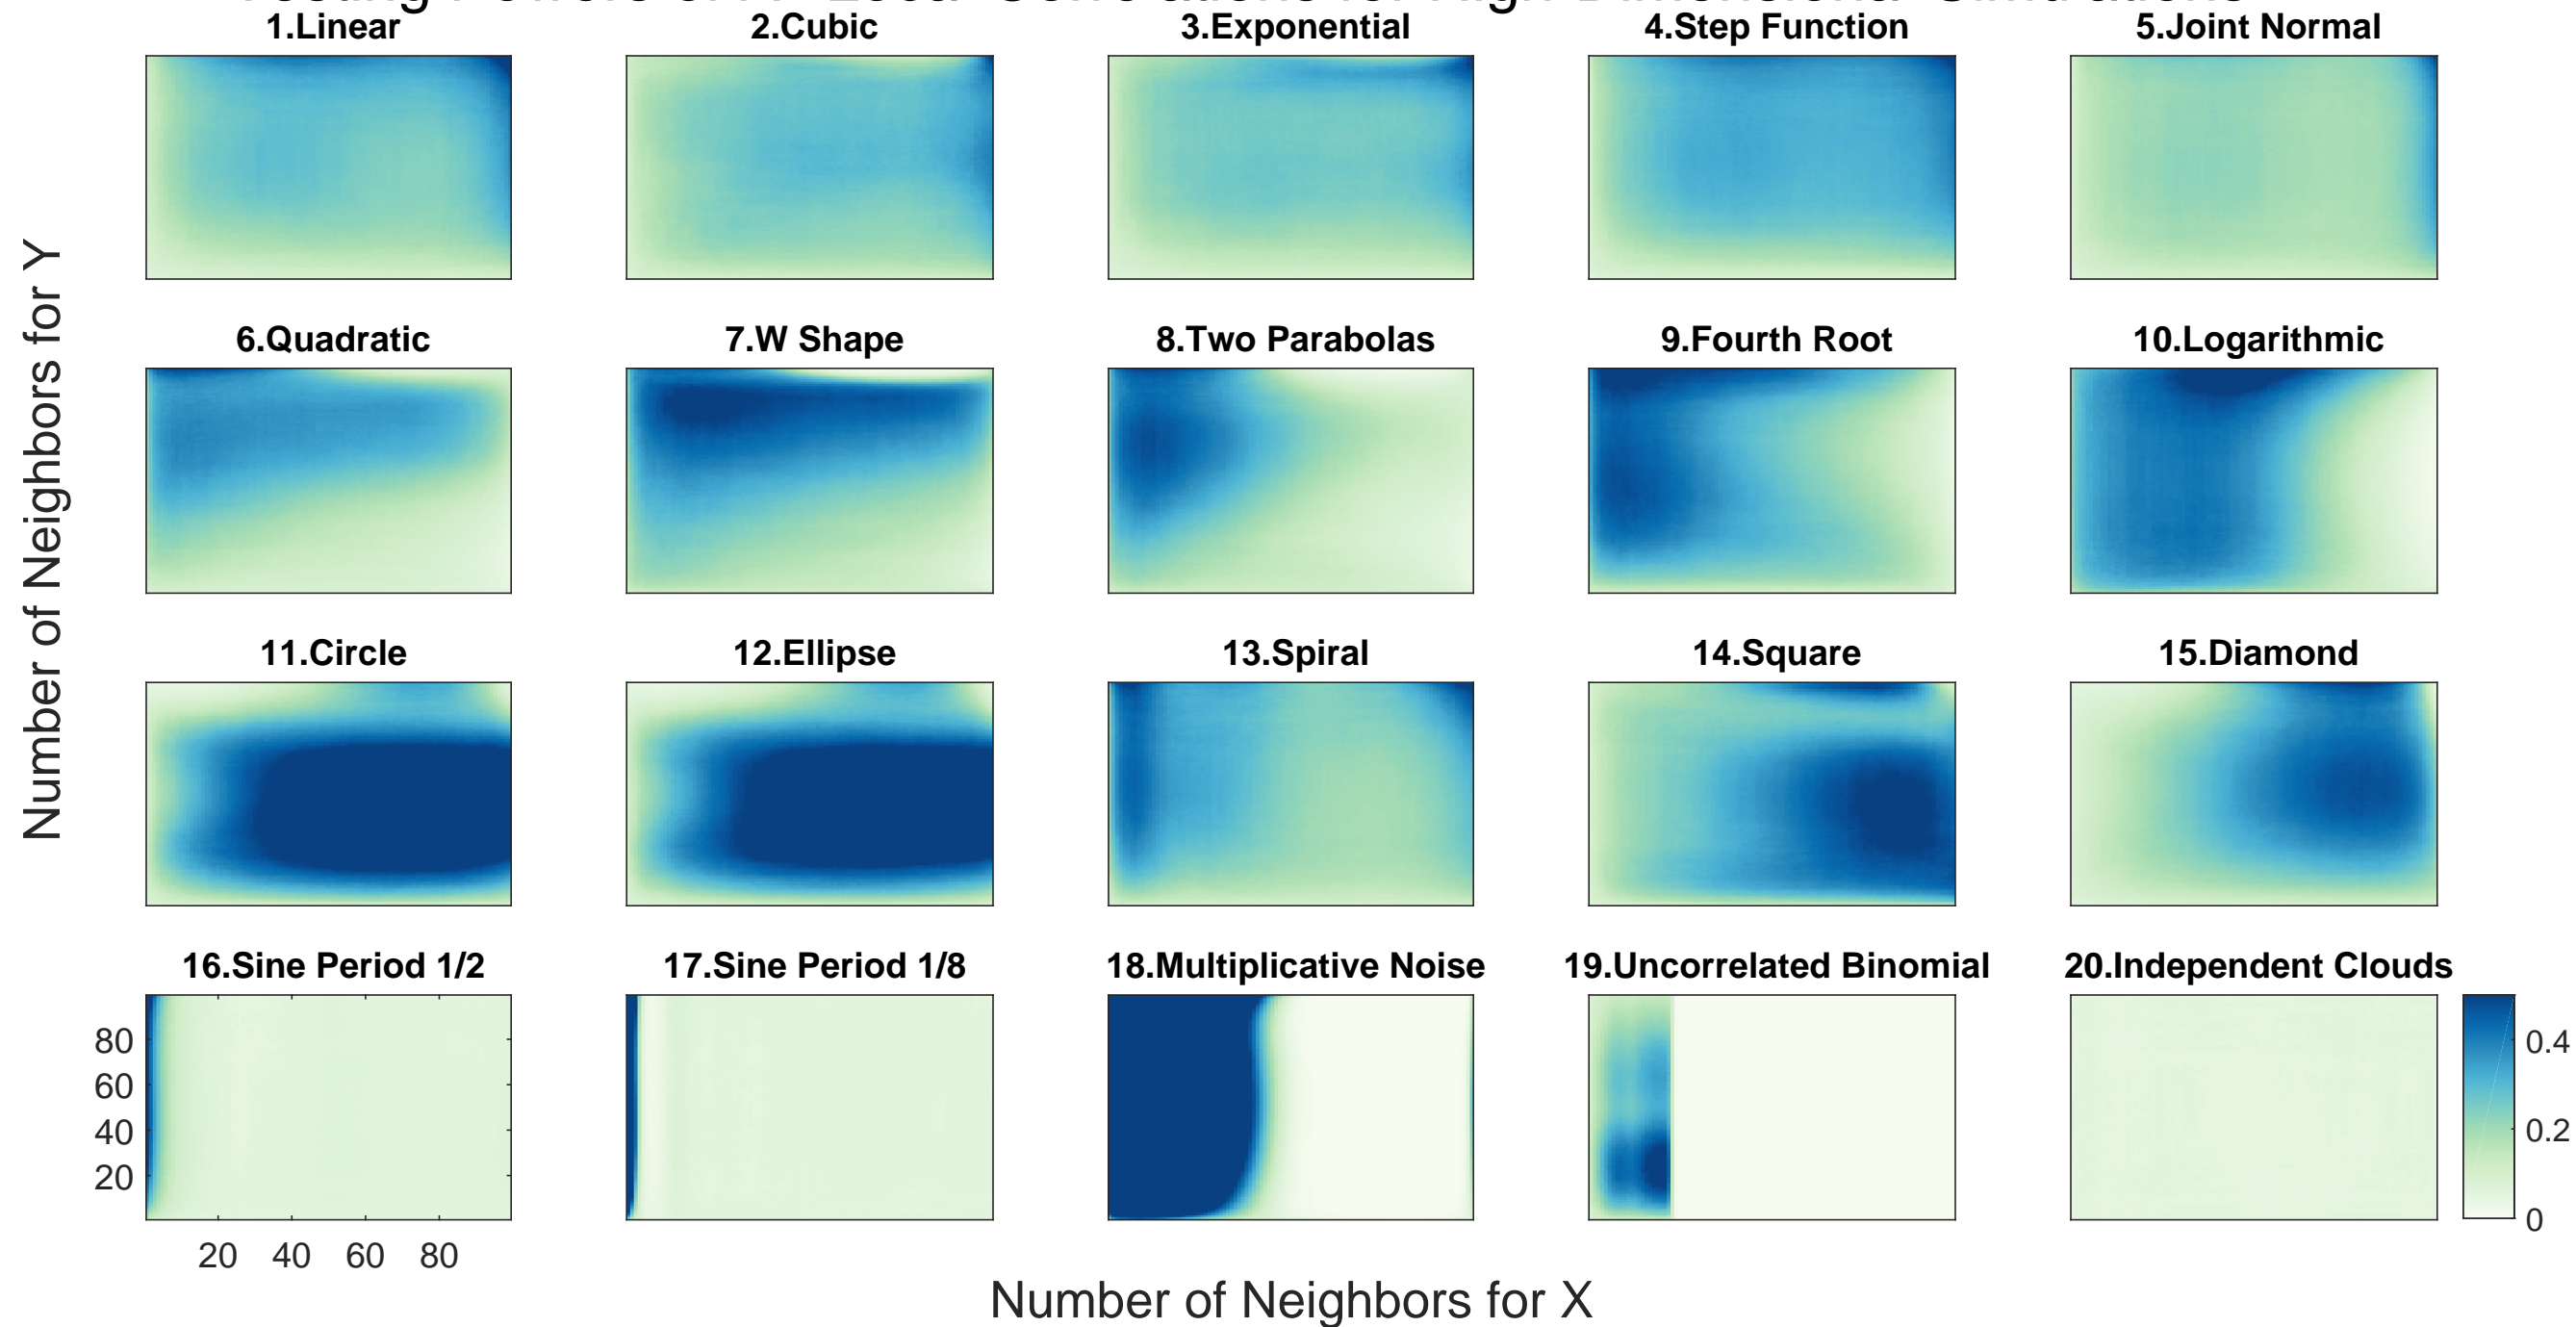 for High
1.Linear
2.Cubic
3.Exponential
4.Step Function
5.Joint Normal
6.Quadratic
7.W Shape
8.Two Parabolas
9.Fourth Root
10.Logarithmic
Number of Neighbors for Y
11.Circle
12.Ellipse
13.Spiral
14.Square
15.Diamond
16.Sine Period 1/2
17.Sine Period 1/8
18.Multiplicative Noise
19.Uncorrelated Binomial
20.Independent Clouds
80
60
40
20
20 40 60 80
0.4
0.2
0
Number of Neighbors for X